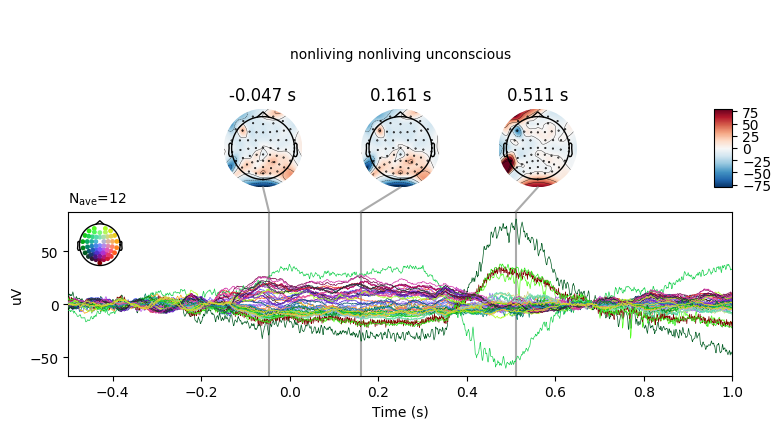 nonliving nonliving unconscious
-0.047 s 0.161 s 0.511 s
75
50
25
0
−25
−50
−75
Nave=12
50
0
−50
uV
−0.4 −0.2 0.0 0.2 0.4 0.6 0.8 1.0
Time (s)